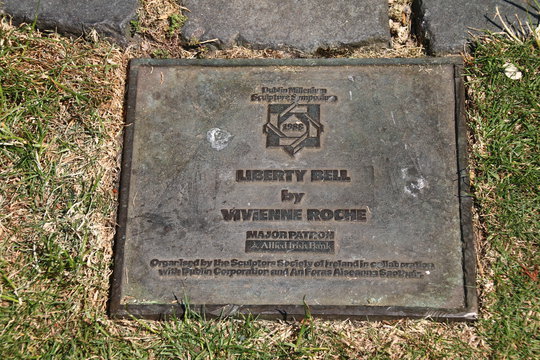 Dublin Millennium
Sculpture Symposium
1988
LIBERTY BELL
by
VIVIENNE ROCHE
MAJOR PATRON
Allied Irish Bank
Organised by the Sculptors Society of Ireland in collaboration
with Dublin Corporation and An Foras Aiseanna Saothair